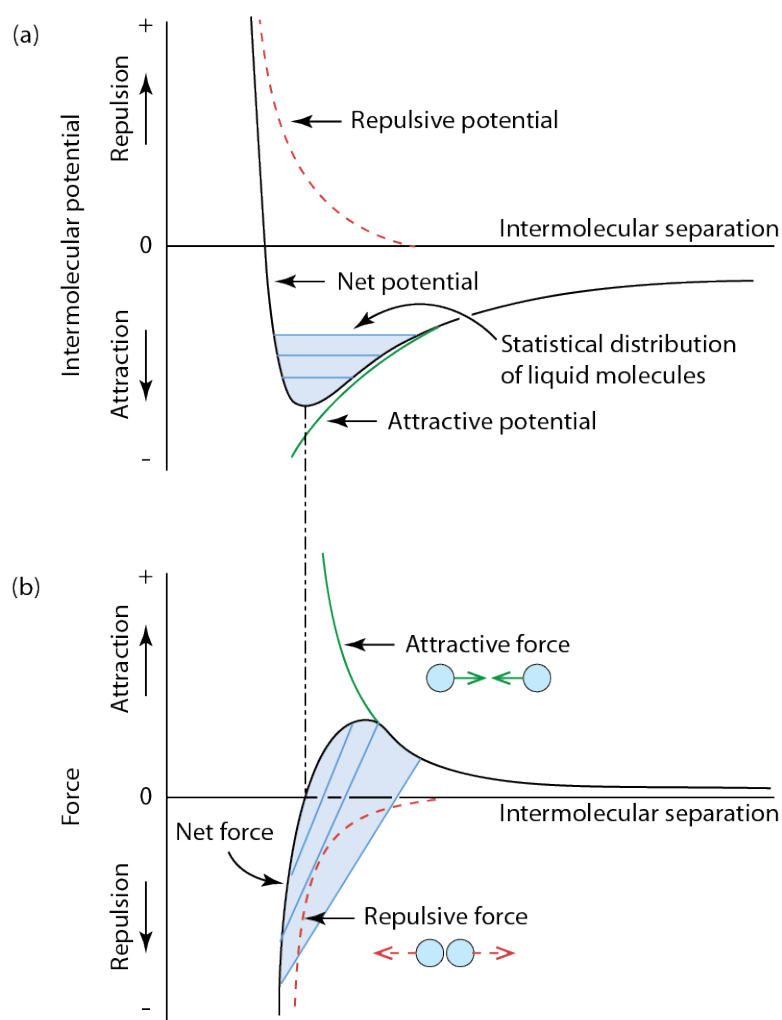 (a)
+
Repulsion
Intermolecular potential
Repulsive potential
Intermolecular separation
0
Net potential
Statistical distribution
of liquid molecules
Attraction
Attractive potential
-
(b)
+
Attraction
Attractive force
Force
0
Intermolecular separation
Net force
Repulsion
Repulsive force
-